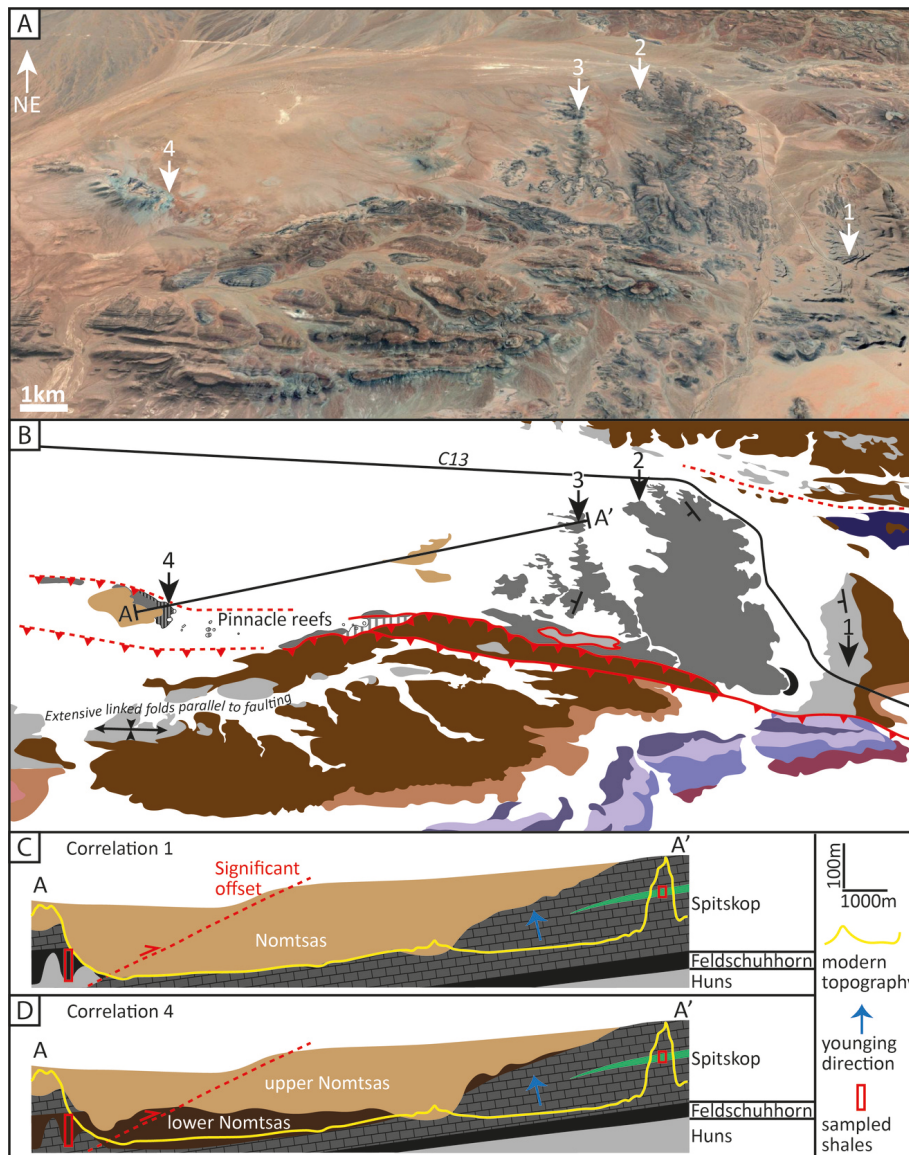 A
NE
1km
4
3
2
1
B
C13
3
2
A'
4
A
Pinnacle reefs
1
Extensive linked folds parallel to faulting
C
Correlation 1
A
Significant
offset
A'
Nomtsas
Spitskop
Feldschuhhorn
Huns
D
Correlation 4
A
A'
upper Nomtsas
lower Nomtsas
Spitskop
Feldschuhhorn
Huns
100m
1000m
modern
topography
younging
direction
sampled
shales